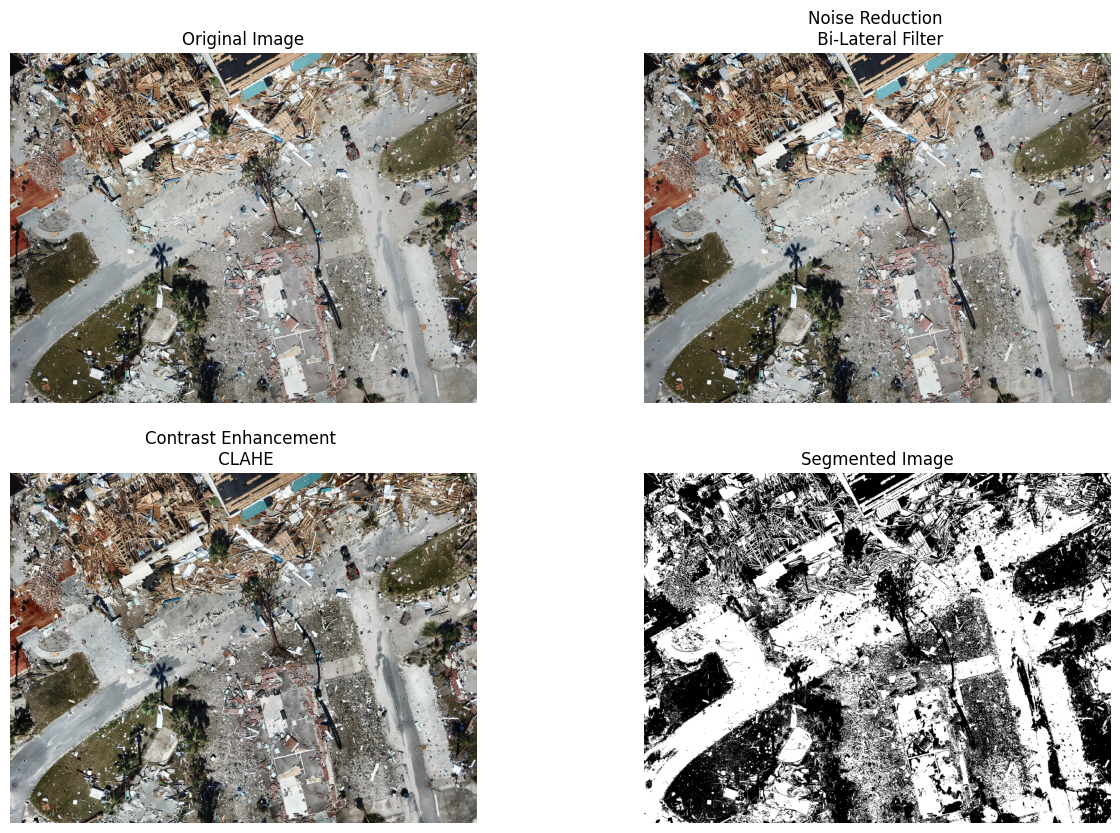 Original Image
Noise Reduction
Bi-Lateral Filter
Contrast Enhancement
CLAHE
Segmented Image